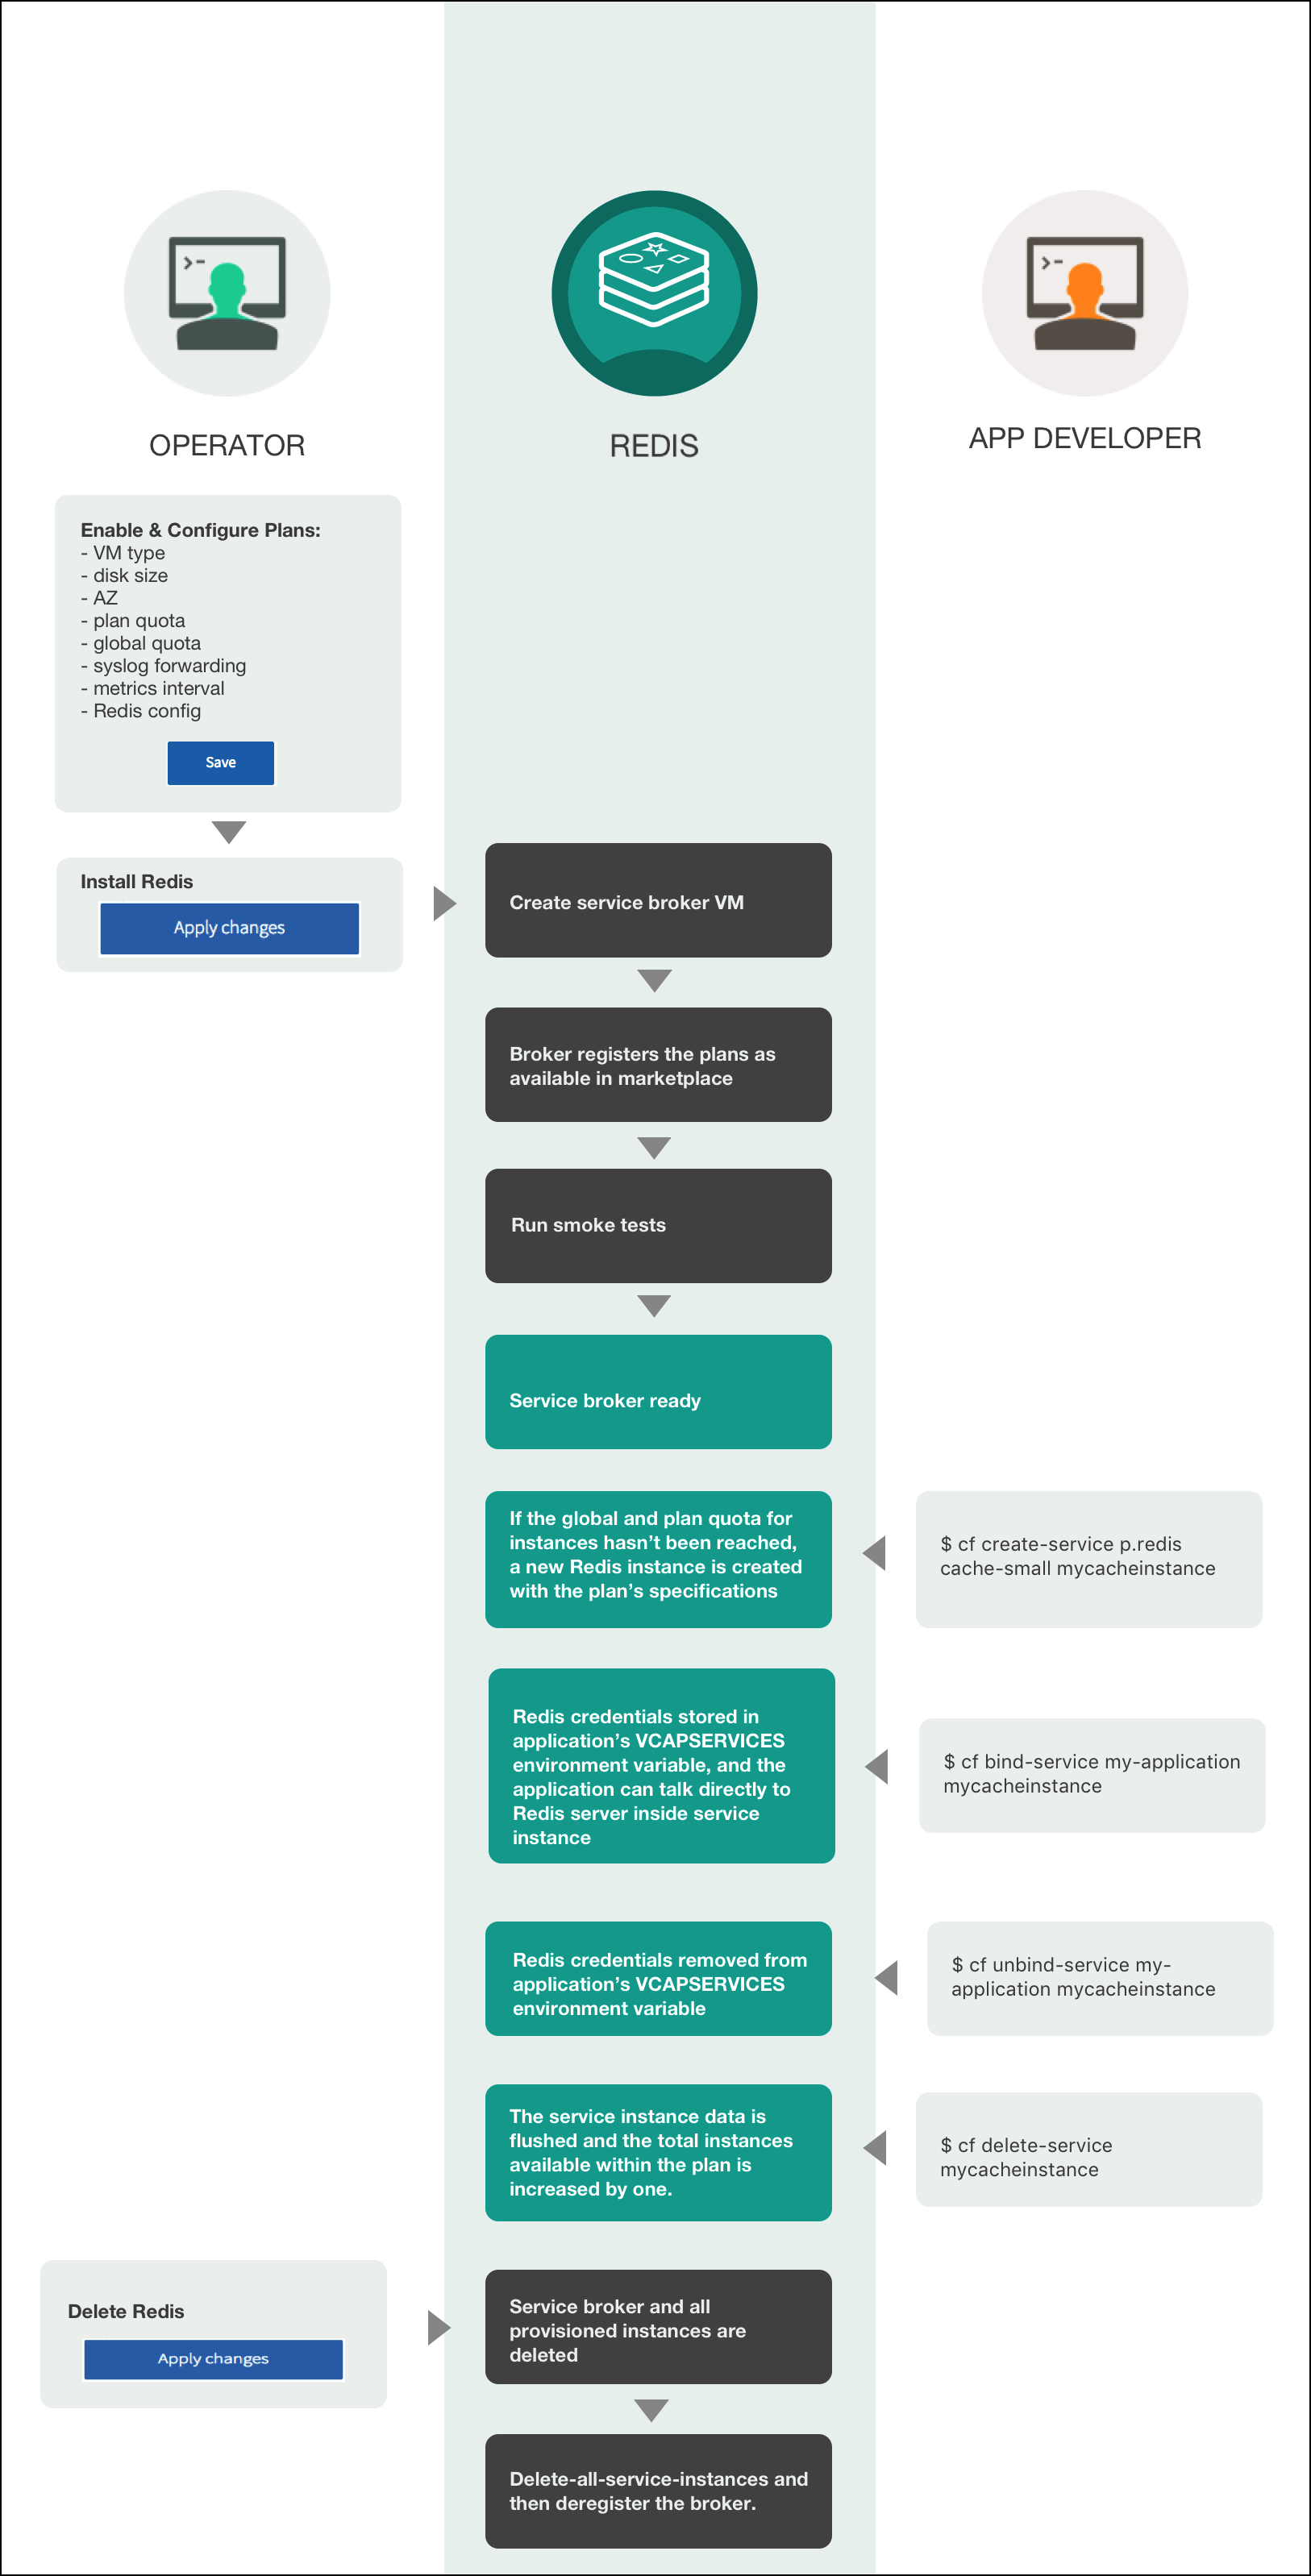 OPERATOR
REDIS
APP DEVELOPER
Enable & Configure Plans:
- VM type
- disk size
- AZ
- plan quota
- global quota
- syslog forwarding
- metrics interval
- Redis config
Save
Install Redis
Apply changes
Create service broker VM
Broker registers the plans as
available in marketplace
Run smoke tests
Service broker ready
If the global and plan quota for
instances hasn’t been reached,
a new Redis instance is created
with the plan’s specifications
$ cf create-service p.redis
cache-small mycacheinstance
Redis credentials stored in
application’s VCAPSERVICES
environment variable, and the
application can talk directly to
Redis server inside service
instance
$ cf bind-service my-application
mycacheinstance
Redis credentials removed from
application’s VCAPSERVICES
environment variable
$ cf unbind-service my-
application mycacheinstance
The service instance data is
flushed and the total instances
available within the plan is
increased by one.
$ cf delete-service
mycacheinstance
Delete Redis
Apply changes
Service broker and all
provisioned instances are
deleted
Delete-all-service-instances and
then deregister the broker.